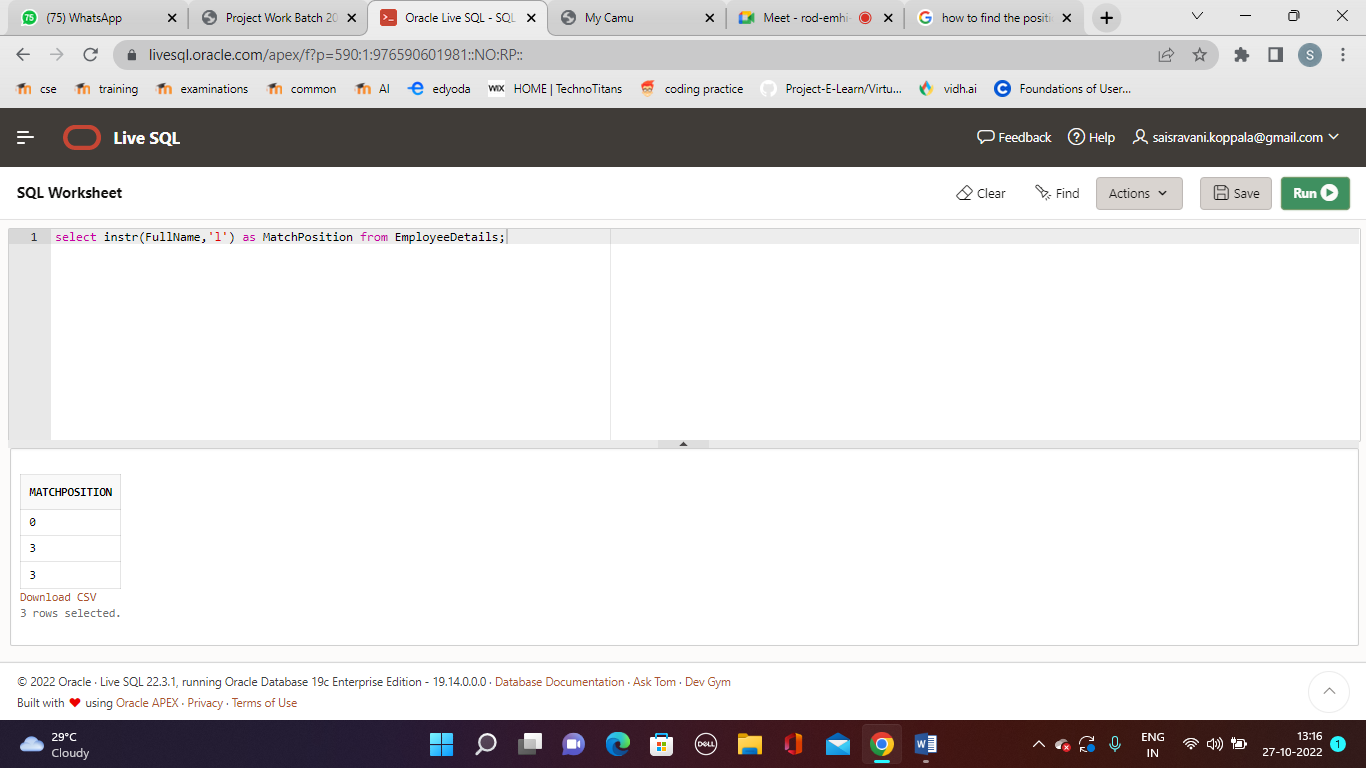 75 (75) WhatsApp Project Work Batch 20 Oracle Live SQL - SQL My Camu Meet - rod-emhi- how to find the positi
livesql.oracle.com/apex/f?p=590:1:976590601981::NO:RP:: S
cse training examinations common AI edyoda WIX HOME | TechnoTitans coding practice Project-E-Learn/Virtu... vidh.ai Foundations of User...
Live SQL Feedback Help saisravani.koppala@gmail.com
SQL Worksheet Clear Find Actions Save Run
1 select instr(FullName,'l') as MatchPosition from EmployeeDetails;
MATCHPOSITION
0
3
3
Download CSV
3 rows selected.
© 2022 Oracle · Live SQL 22.3.1, running Oracle Database 19c Enterprise Edition - 19.14.0.0.0 · Database Documentation · Ask Tom · Dev Gym
Built with ❤ using Oracle APEX · Privacy · Terms of Use
29°C
Cloudy
DELL
ENG
IN
13:16
27-10-2022
1